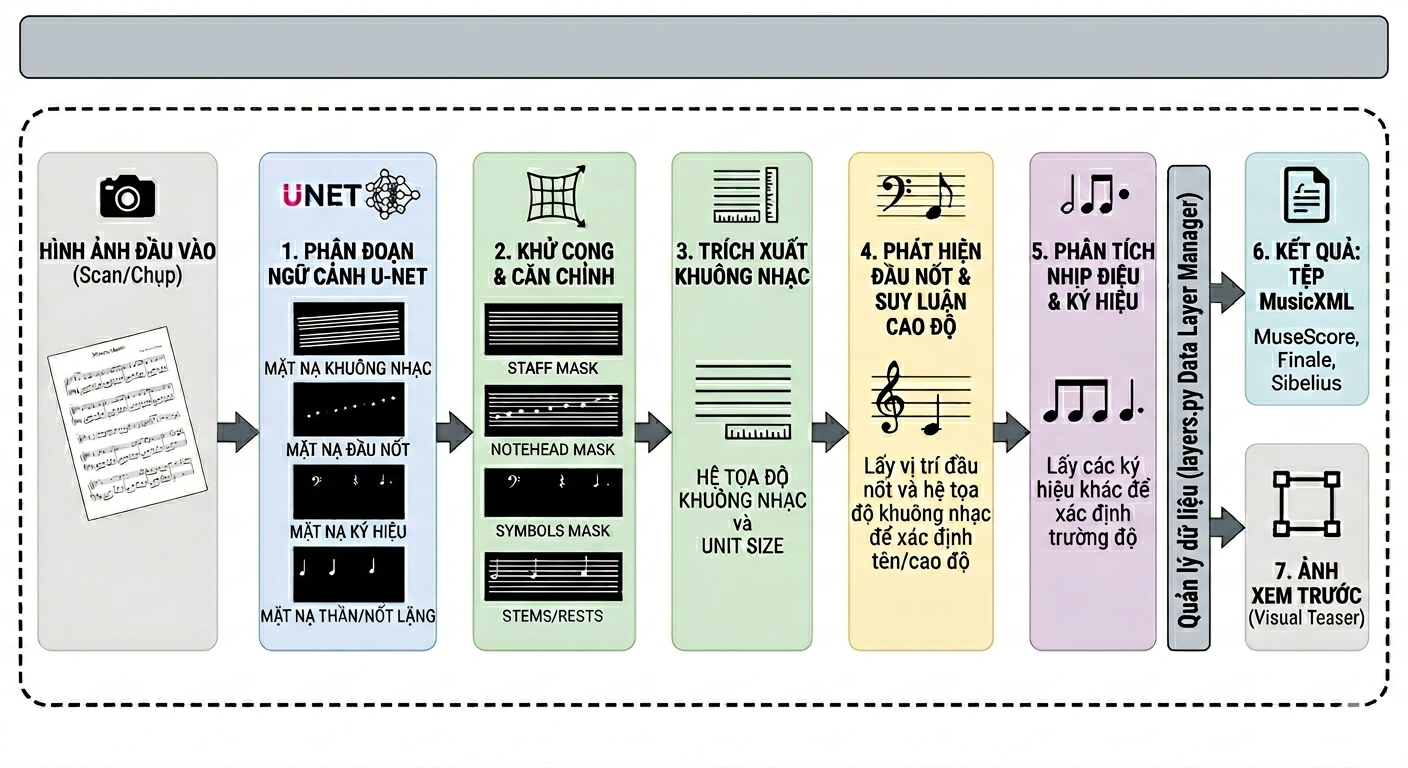 HÌNH ẢNH ĐẦU VÀO
(Scan/Chụp)
UNET
1. PHẬN ĐOẠN
NGỮ CẢNH U-NET
MẶT NẠ KHUÔNG NHẠC
MẶT NẠ ĐẦU NỐT
MẶT NẠ KÝ HIỆU
MẶT NẠ THẦN/NỐT LẶNG
2. KHỬ CỌNG
& CĂN CHỈNH
STAFF MASK
NOTEHEAD MASK
SYMBOLS MASK
STEMS/RESTS
3. TRÍCH XUẤT
KHUÔNG NHẠC
HỆ TỌA ĐỘ
KHUÔNG NHẠC
và
UNIT SIZE
4. PHÁT HIỆN
ĐẦU NỐT &
SUY LUẬN
CAO ĐỘ
Lấy vị trí đầu
nốt và hệ tọa
độ khuông nhạc
để xác định
tên/cao độ
5. PHÂN TÍCH
NHỊP ĐIỆU
& KÝ HIỆU
Lấy các ký
hiệu khác để
xác định
trường độ
Quản lý dữ liệu (layers.py Data Layer Manager)
6. KẾT QUẢ:
TỆP
MusicXML
MuseScore,
Finale,
Sibelius
7. ẢNH
XEM TRƯỚC
(Visual Teaser)